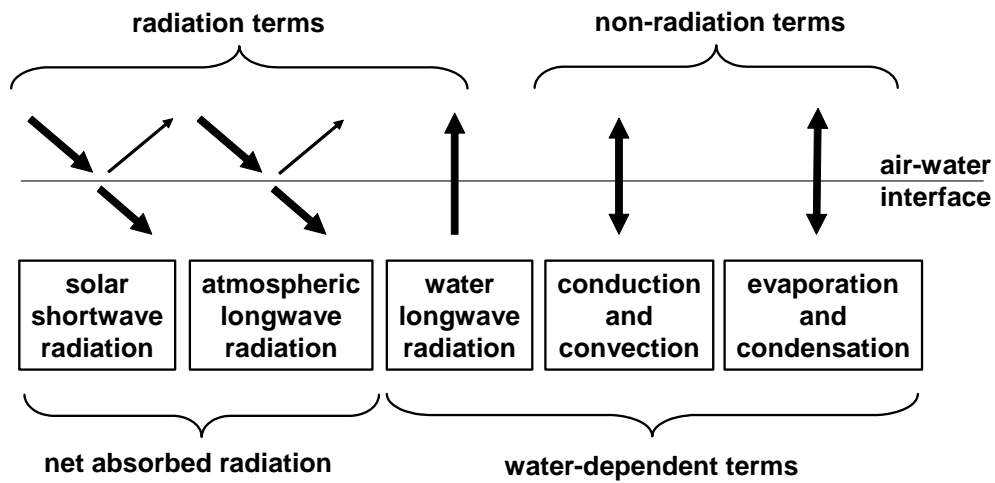 radiation terms
non-radiation terms
air-water
interface
solar
shortwave
radiation
atmospheric
longwave
radiation
water
longwave
radiation
conduction
and
convection
evaporation
and
condensation
net absorbed radiation
water-dependent terms